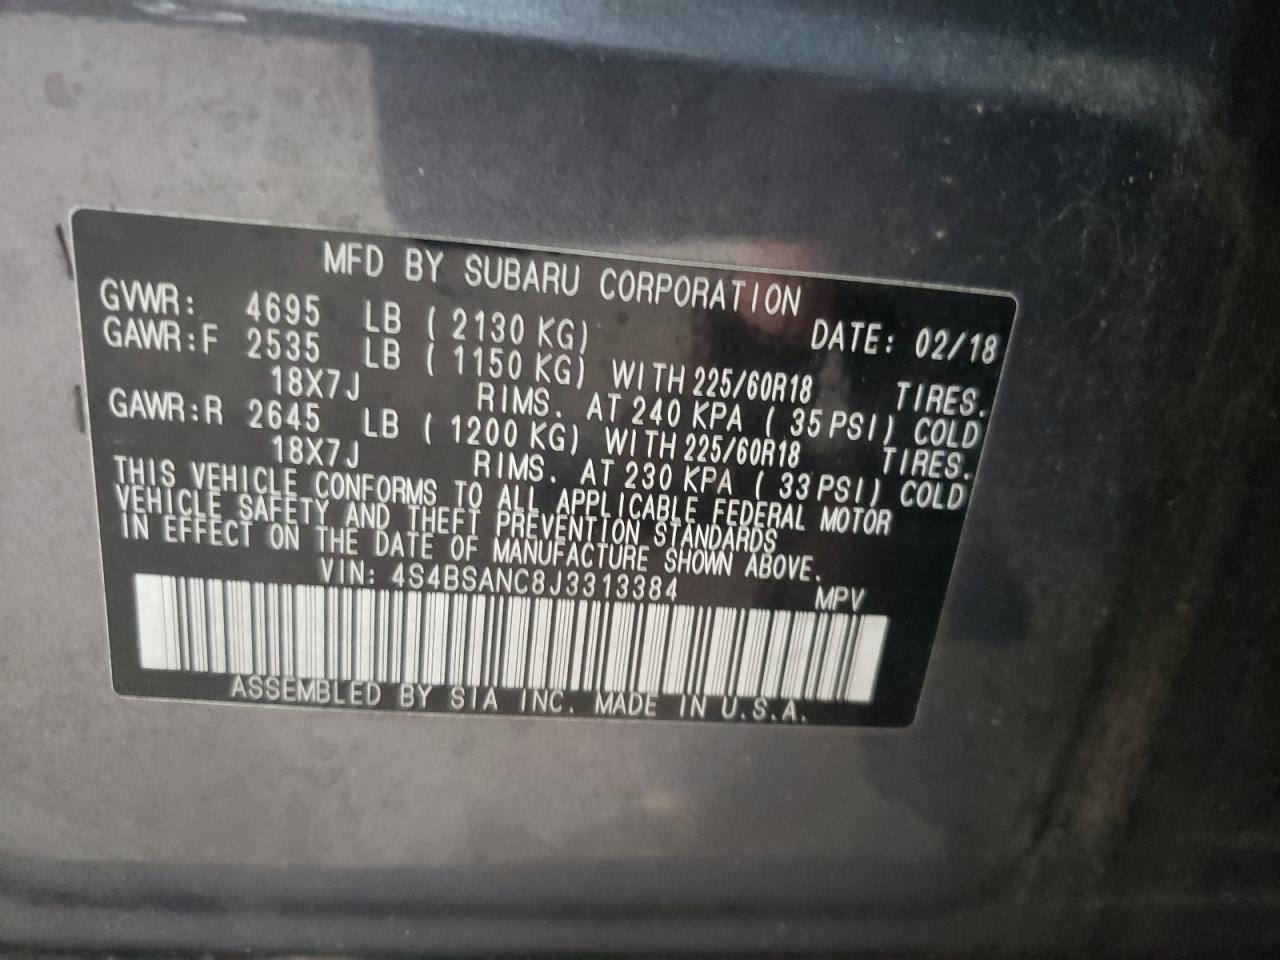 MFD BY SUBARU CORPORATION
DATE: 02/18
GVWR: 4695 LB ( 2130 KG)
GAWR:F 2535 LB ( 1150 KG) WITH 225/60R18 TIRES.
18X7J RIMS. AT 240 KPA ( 35 PSI) COLD
GAWR:R 2645 LB ( 1200 KG) WITH 225/60R18 TIRES.
18X7J RIMS. AT 230 KPA ( 33 PSI) COLD
THIS VEHICLE CONFORMS TO ALL APPLICABLE FEDERAL MOTOR
VEHICLE SAFETY AND THEFT PREVENTION STANDARDS
IN EFFECT ON THE DATE OF MANUFACTURE SHOWN ABOVE.
VIN: 4S4BSANC8J3313384 MPV
ASSEMBLED BY SIA INC. MADE IN U.S.A.